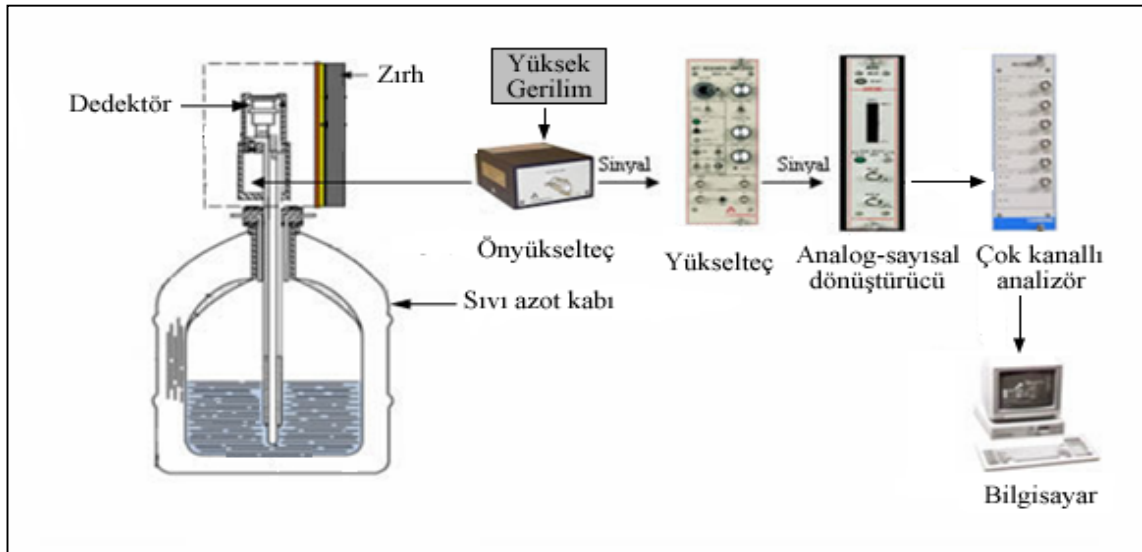 Yüksek
Gerilim
Zırh
Dedektör
Sinyal
Sinyal
Önyükselteç
Yükselteç
Analog-sayısal
dönüştürücü
Çok kanallı
analizör
Sıvı azot kabı
Bilgisayar